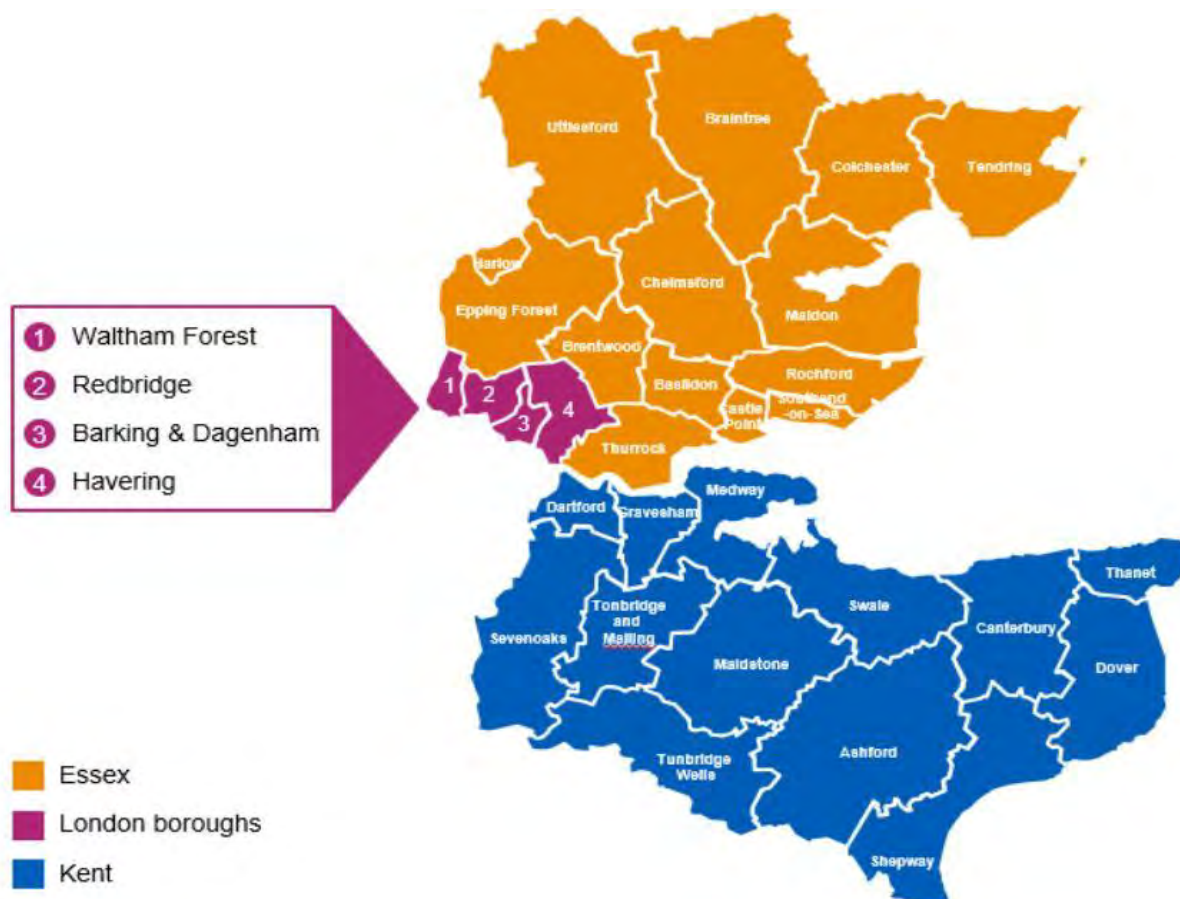 Uttlesford
Braintree
Colchester
Tendring
Harlow
Chelmsford
Epping Forest
Maldon
Brentwood
Basildon
Rochford
Castle
Point
Southend
-on-Sea
Thurrock
1
2
3
4
1 Waltham Forest
2 Redbridge
3 Barking & Dagenham
4 Havering
Medway
Dartford
Gravesham
Thanet
Tonbridge
and
Malling
Swale
Canterbury
Sevenoaks
Maidstone
Dover
Ashford
Tunbridge
Wells
Shepway
Essex
London boroughs
Kent